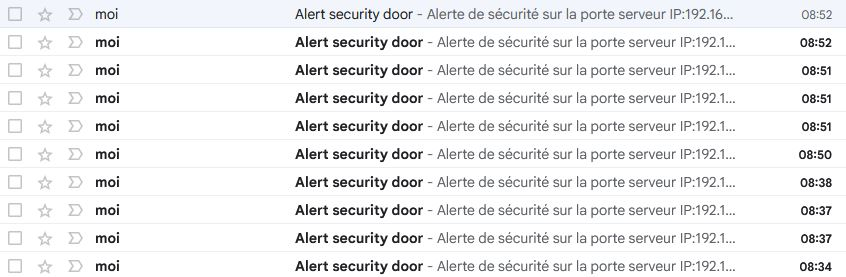 moi Alert security door - Alerte de sécurité sur la porte serveur IP:192.16... 08:52
moi Alert security door - Alerte de sécurité sur la porte serveur IP:192.1... 08:52
moi Alert security door - Alerte de sécurité sur la porte serveur IP:192.1... 08:51
moi Alert security door - Alerte de sécurité sur la porte serveur IP:192.1... 08:51
moi Alert security door - Alerte de sécurité sur la porte serveur IP:192.1... 08:51
moi Alert security door - Alerte de sécurité sur la porte serveur IP:192.1... 08:50
moi Alert security door - Alerte de sécurité sur la porte serveur IP:192.1... 08:38
moi Alert security door - Alerte de sécurité sur la porte serveur IP:192.1... 08:37
moi Alert security door - Alerte de sécurité sur la porte serveur IP:192.1... 08:37
moi Alert security door - Alerte de sécurité sur la porte serveur IP:192.1... 08:34